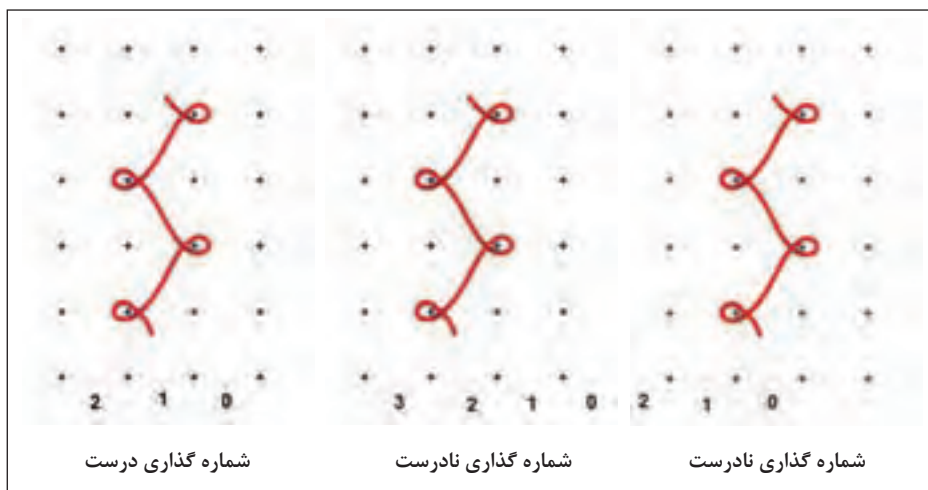 2 1 0 3 2 1 0 2 1 0
شماره گذاری درست شماره گذاری نادرست شماره گذاری نادرست